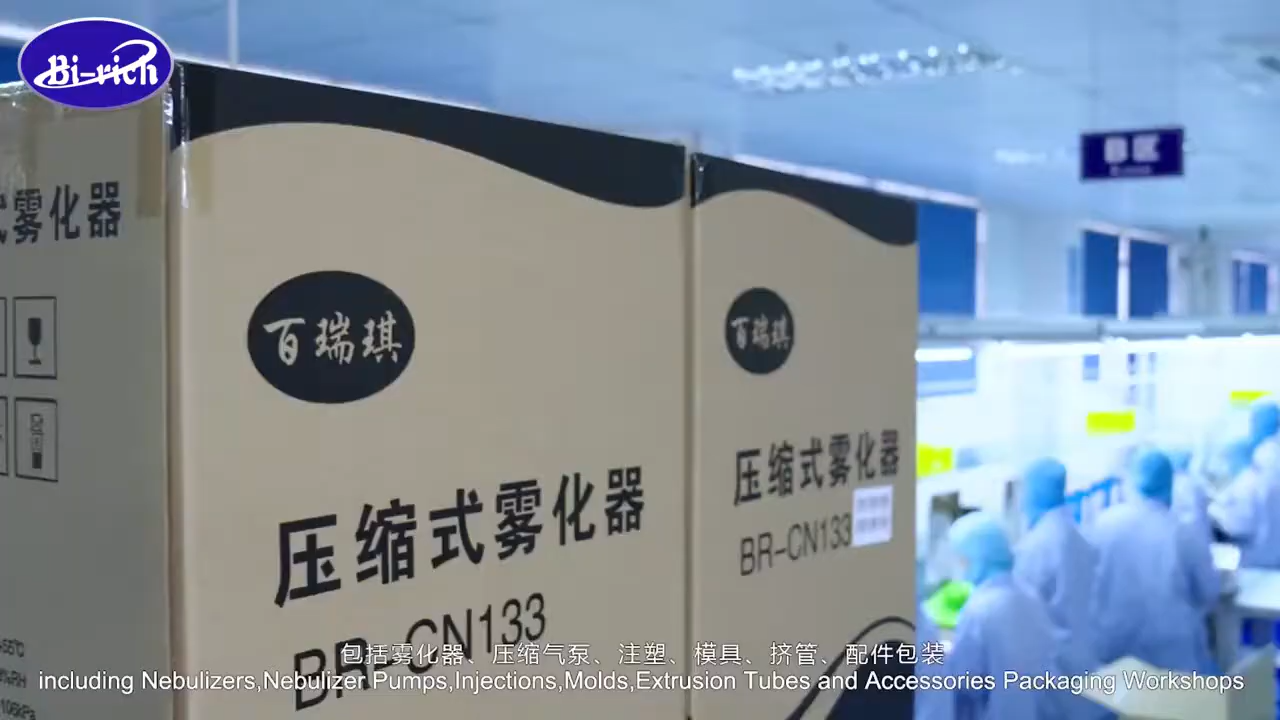 Bi-rich
雾化器
百瑞琪
压缩式雾化器
BR-CN133
百瑞琪
压缩式雾化器
BR-CN133
B区
包括雾化器、压缩气泵、注塑、模具、挤管、配件包装
including Nebulizers,Nebulizer Pumps,Injections,Molds,Extrusion Tubes and Accessories Packaging Workshops